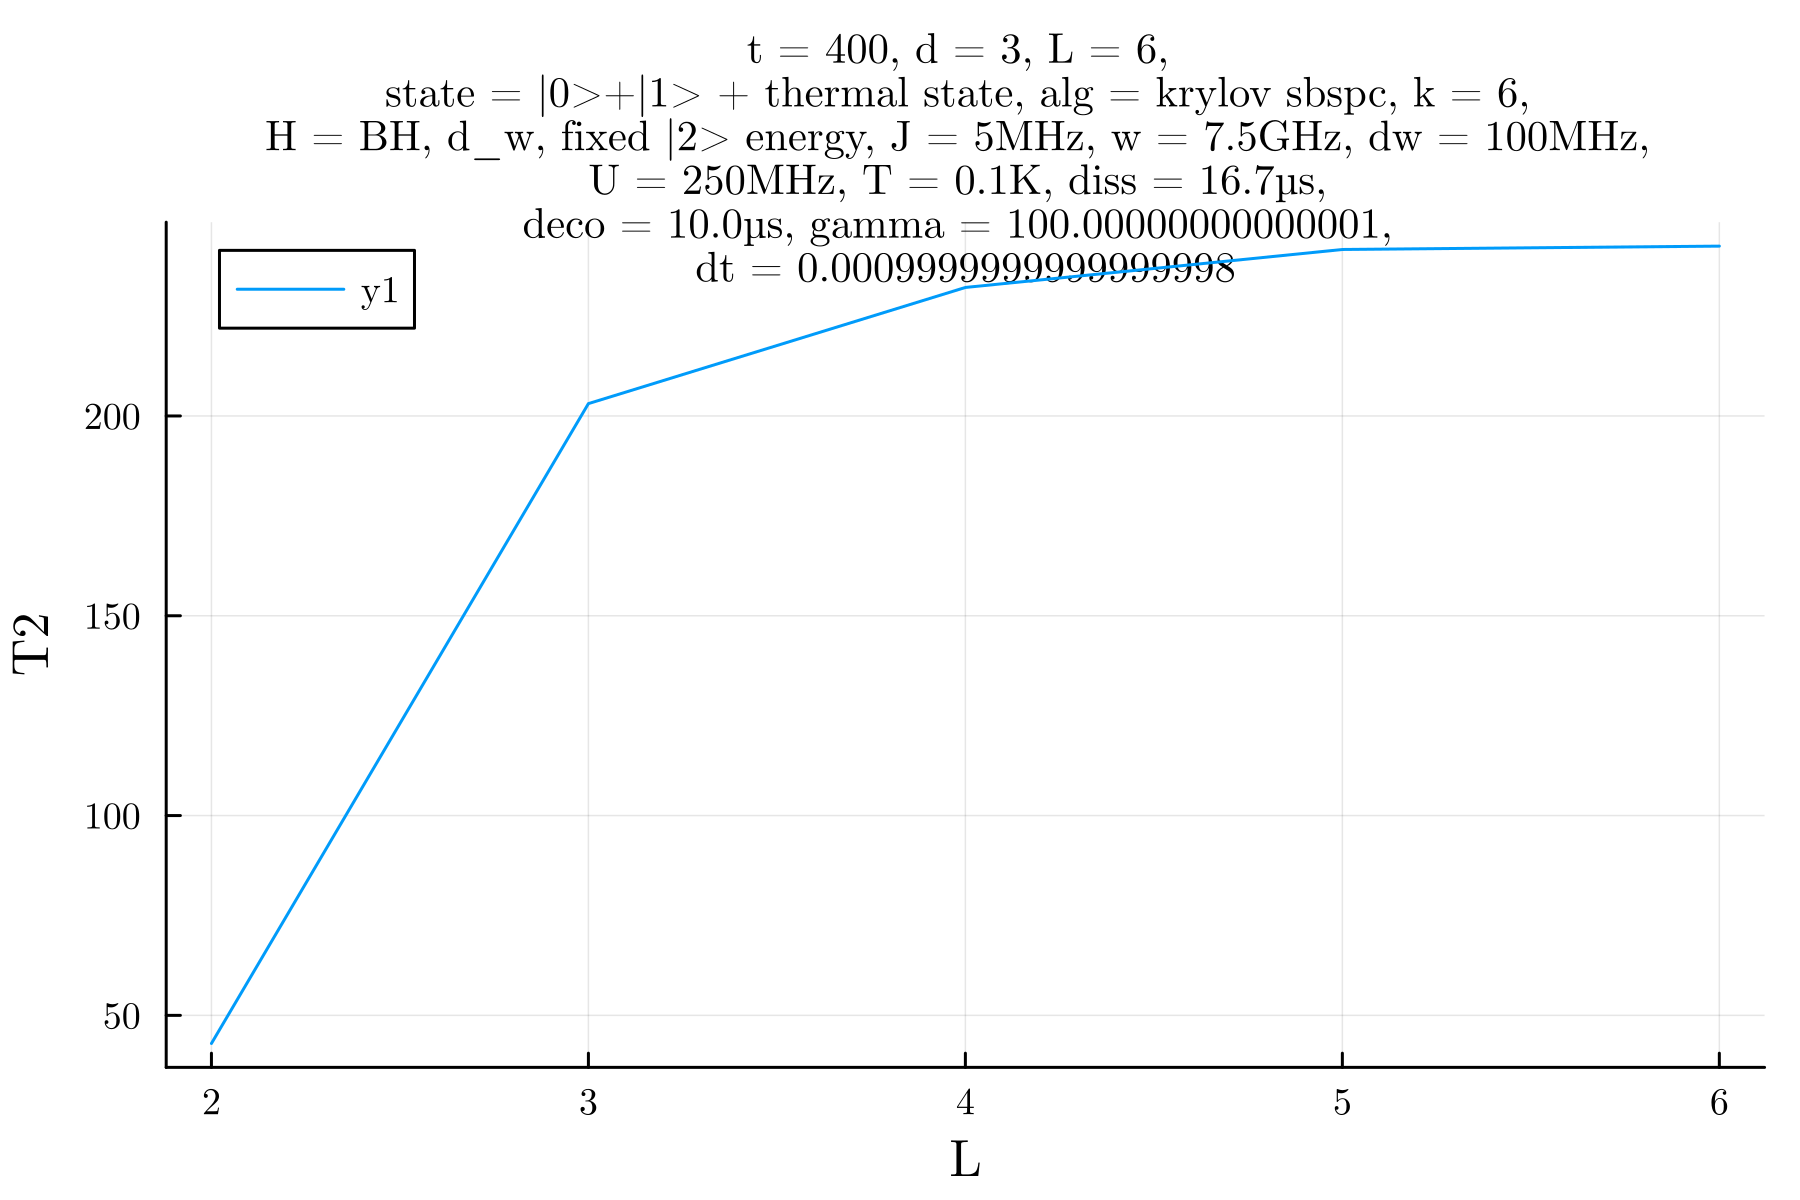 t = 400, d = 3, L = 6,
state = |0>+|1> + thermal state, alg = krylov sbspc, k = 6,
H = BH, d_w, fixed |2> energy, J = 5MHz, w = 7.5GHz, dw = 100MHz,
U = 250MHz, T = 0.1K, diss = 16.7µs,
deco = 10.0µs, gamma = 100.00000000000001,
dt = 0.0009999999999999998
y1
200
150
100
50
T2
2 3 4 5 6
L